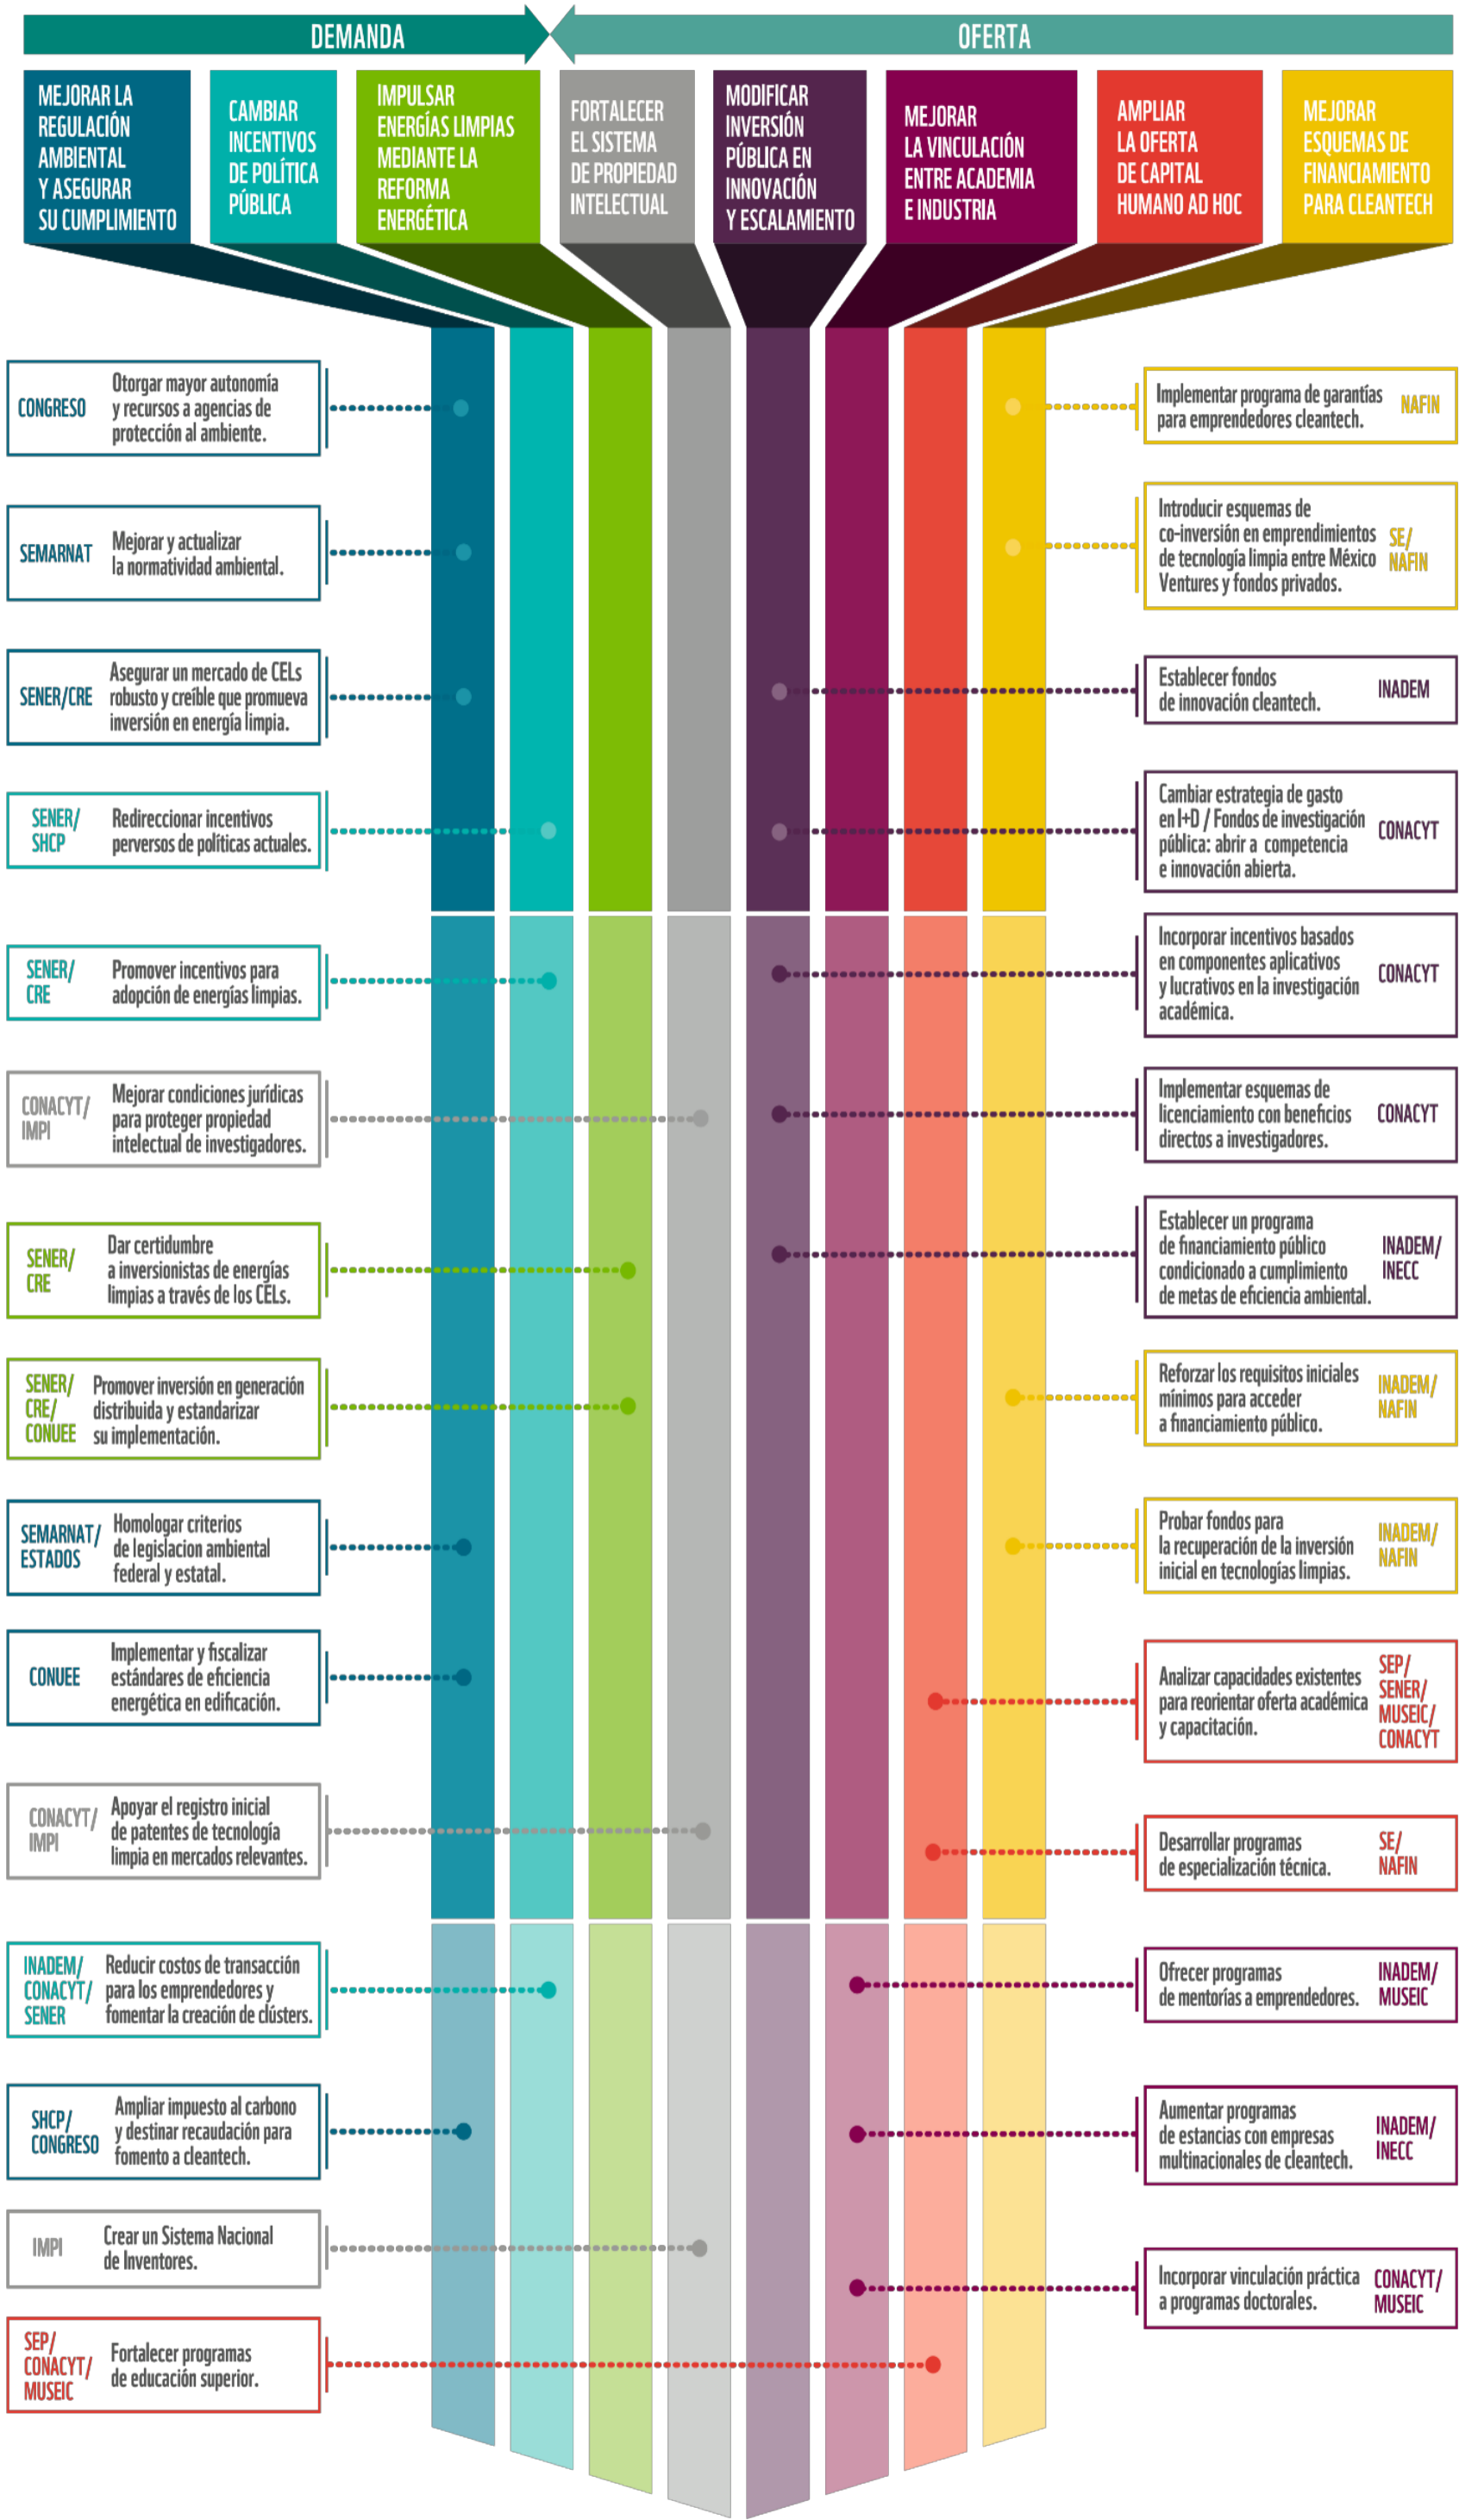 DEMANDA
OFERTA
MEJORAR LA
REGULACIÓN
AMBIENTAL
Y ASEGURAR
SU CUMPLIMIENTO
CAMBIAR
INCENTIVOS
DE POLÍTICA
PÚBLICA
IMPULSAR
ENERGÍAS LIMPIAS
MEDIANTE LA
REFORMA
ENERGÉTICA
FORTALECER
EL SISTEMA
DE PROPIEDAD
INTELECTUAL
MODIFICAR
INVERSIÓN
PÚBLICA EN
INNOVACIÓN
Y ESCALAMIENTO
MEJORAR
LA VINCULACIÓN
ENTRE ACADEMIA
E INDUSTRIA
AMPLIAR
LA OFERTA
DE CAPITAL
HUMANO AD HOC
MEJORAR
ESQUEMAS DE
FINANCIAMIENTO
PARA CLEANTECH
CONGRESO
Otorgar mayor autonomía
y recursos a agencias de
protección al ambiente.
SEMARNAT
Mejorar y actualizar
la normatividad ambiental.
SENER/CRE
Asegurar un mercado de CELs
robusto y creíble que promueva
inversión en energía limpia.
SENER/
SHCP
Redireccionar incentivos
perversos de políticas actuales.
SENER/
CRE
Promover incentivos para
adopción de energías limpias.
CONACYT/
IMPI
Mejorar condiciones jurídicas
para proteger propiedad
intelectual de investigadores.
SENER/
CRE
Dar certidumbre
a inversionistas de energías
limpias a través de los CELs.
SENER/
CRE/
CONUEE
Promover inversión en generación
distribuida y estandarizar
su implementación.
SEMARNAT/
ESTADOS
Homologar criterios
de legislacion ambiental
federal y estatal.
CONUEE
Implementar y fiscalizar
estándares de eficiencia
energética en edificación.
CONACYT/
IMPI
Apoyar el registro inicial
de patentes de tecnología
limpia en mercados relevantes.
INADEM/
CONACYT/
SENER
Reducir costos de transacción
para los emprendedores y
fomentar la creación de clústers.
SHCP/
CONGRESO
Ampliar impuesto al carbono
y destinar recaudación para
fomento a cleantech.
IMPI
Crear un Sistema Nacional
de Inventores.
SEP/
CONACYT/
MUSEIC
Fortalecer programas
de educación superior.
Implementar programa de garantías
para emprendedores cleantech.
NAFIN
Introducir esquemas de
co-inversión en emprendimientos
de tecnología limpia entre México
Ventures y fondos privados.
SE/
NAFIN
Establecer fondos
de innovación cleantech.
INADEM
Cambiar estrategia de gasto
en I+D / Fondos de investigación
pública: abrir a competencia
e innovación abierta.
CONACYT
Incorporar incentivos basados
en componentes aplicativos
y lucrativos en la investigación
académica.
CONACYT
Implementar esquemas de
licenciamiento con beneficios
directos a investigadores.
CONACYT
Establecer un programa
de financiamiento público
condicionado a cumplimiento
de metas de eficiencia ambiental.
INADEM/
INECC
Reforzar los requisitos iniciales
mínimos para acceder
a financiamiento público.
INADEM/
NAFIN
Probar fondos para
la recuperación de la inversión
inicial en tecnologías limpias.
INADEM/
NAFIN
Analizar capacidades existentes
para reorientar oferta académica
y capacitación.
SEP/
SENER/
MUSEIC/
CONACYT
Desarrollar programas
de especialización técnica.
SE/
NAFIN
Ofrecer programas
de mentorías a emprendedores.
INADEM/
MUSEIC
Aumentar programas
de estancias con empresas
multinacionales de cleantech.
INADEM/
INECC
Incorporar vinculación práctica
a programas doctorales.
CONACYT/
MUSEIC